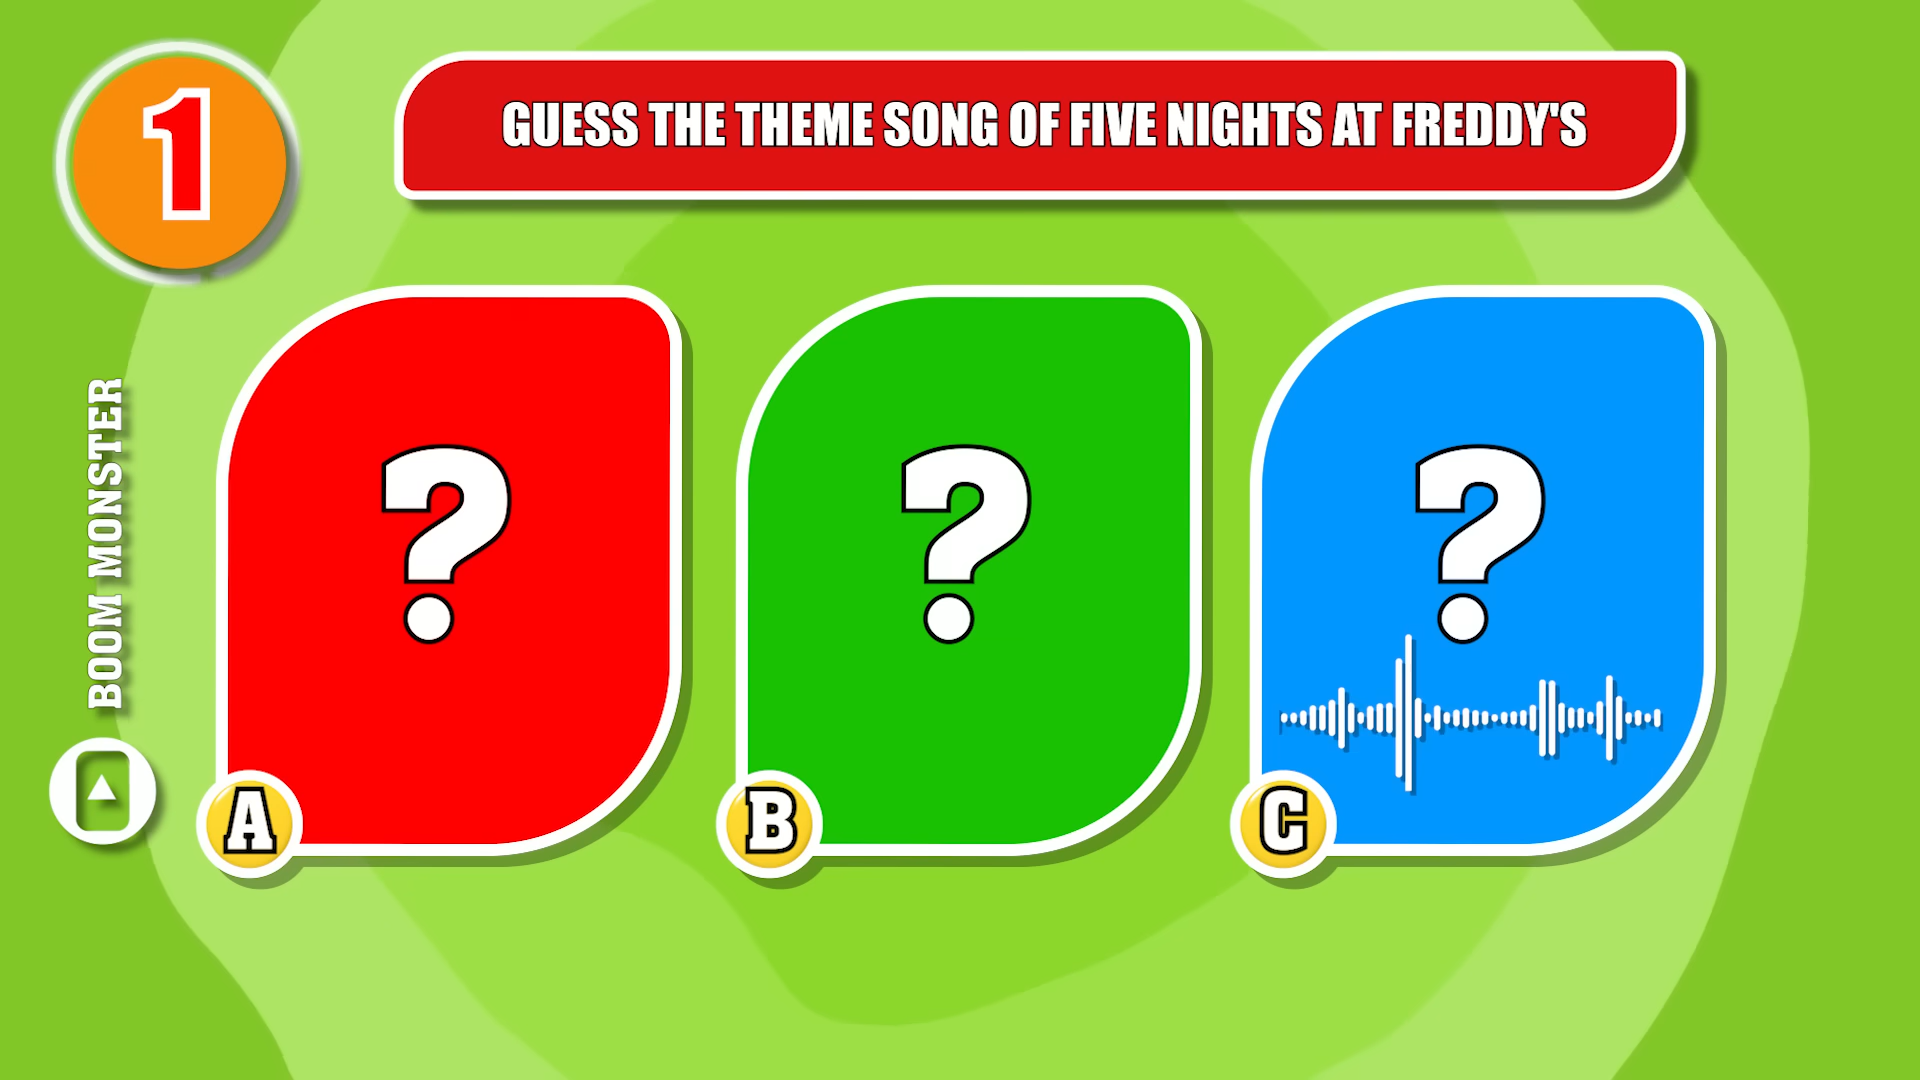 1
GUESS THE THEME SONG OF FIVE NIGHTS AT FREDDY'S
BOOM MONSTER
? ? ?
A B C